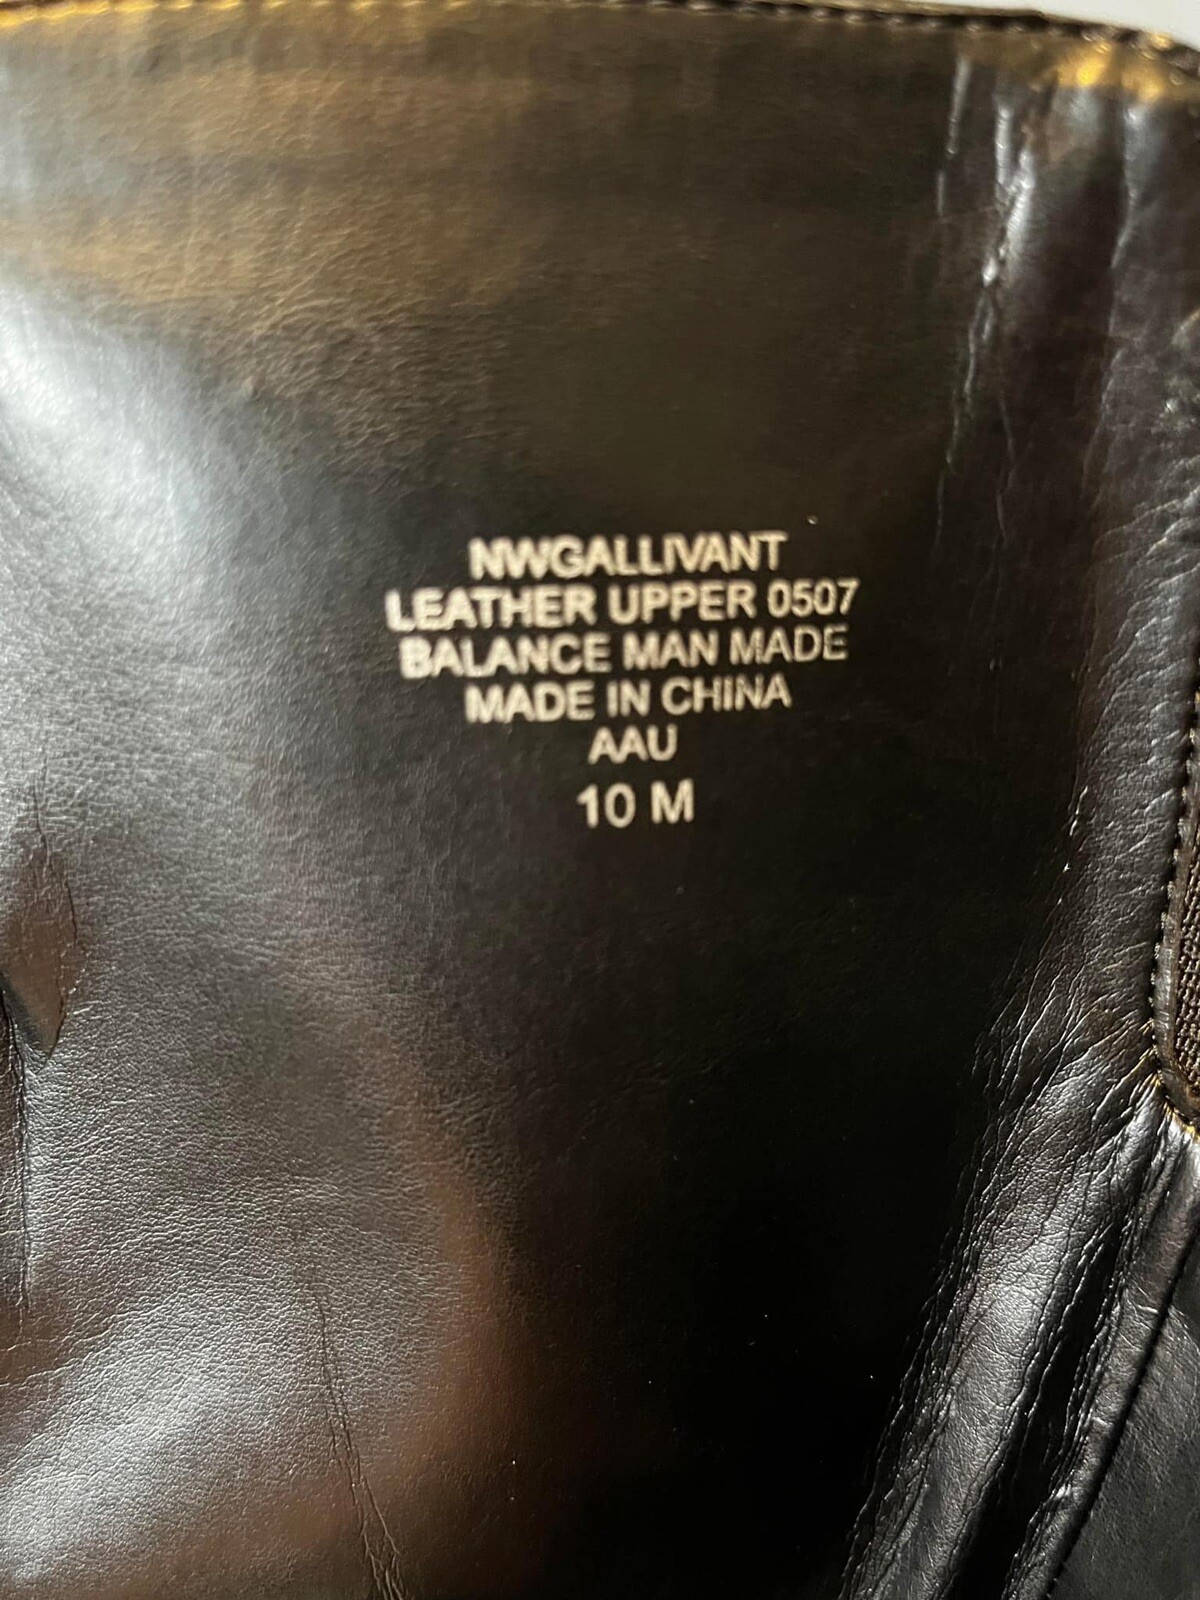 NWGALLIVANT
LEATHER UPPER 0507
BALANCE MAN MADE
MADE IN CHINA
AAU
10 M